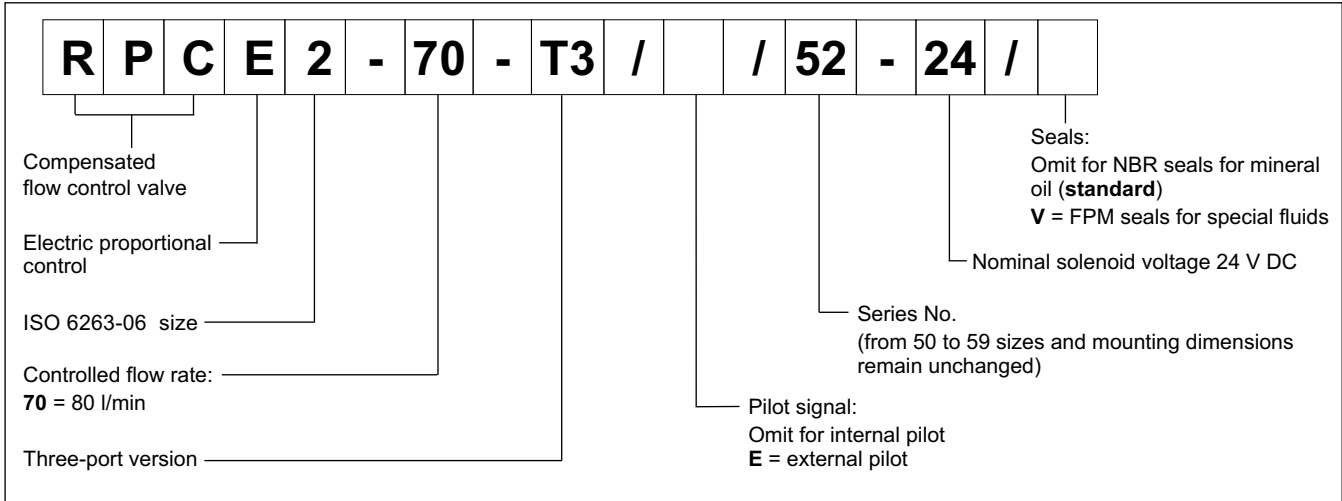 R P C E 2 - 70 - T3 / / 52 - 24 /
Compensated
flow control valve
Electric proportional
control
ISO 6263-06 size
Controlled flow rate:
70 = 80 l/min
Three-port version
Seals:
Omit for NBR seals for mineral
oil (standard)
V = FPM seals for special fluids
Nominal solenoid voltage 24 V DC
Series No.
(from 50 to 59 sizes and mounting dimensions
remain unchanged)
Pilot signal:
Omit for internal pilot
E = external pilot